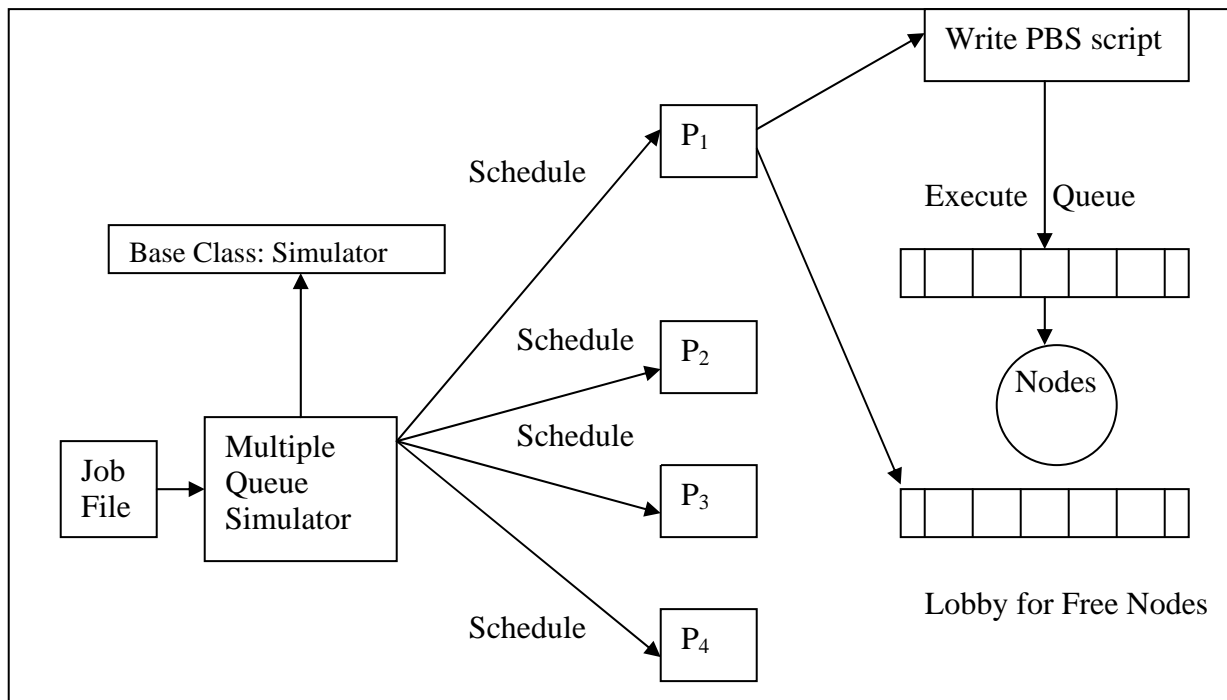 Write PBS script
P₁
Schedule
Execute Queue
Base Class: Simulator
Schedule
P₂
Nodes
Multiple
Queue
Simulator
Job
File
Schedule
P₃
Lobby for Free Nodes
Schedule
P₄